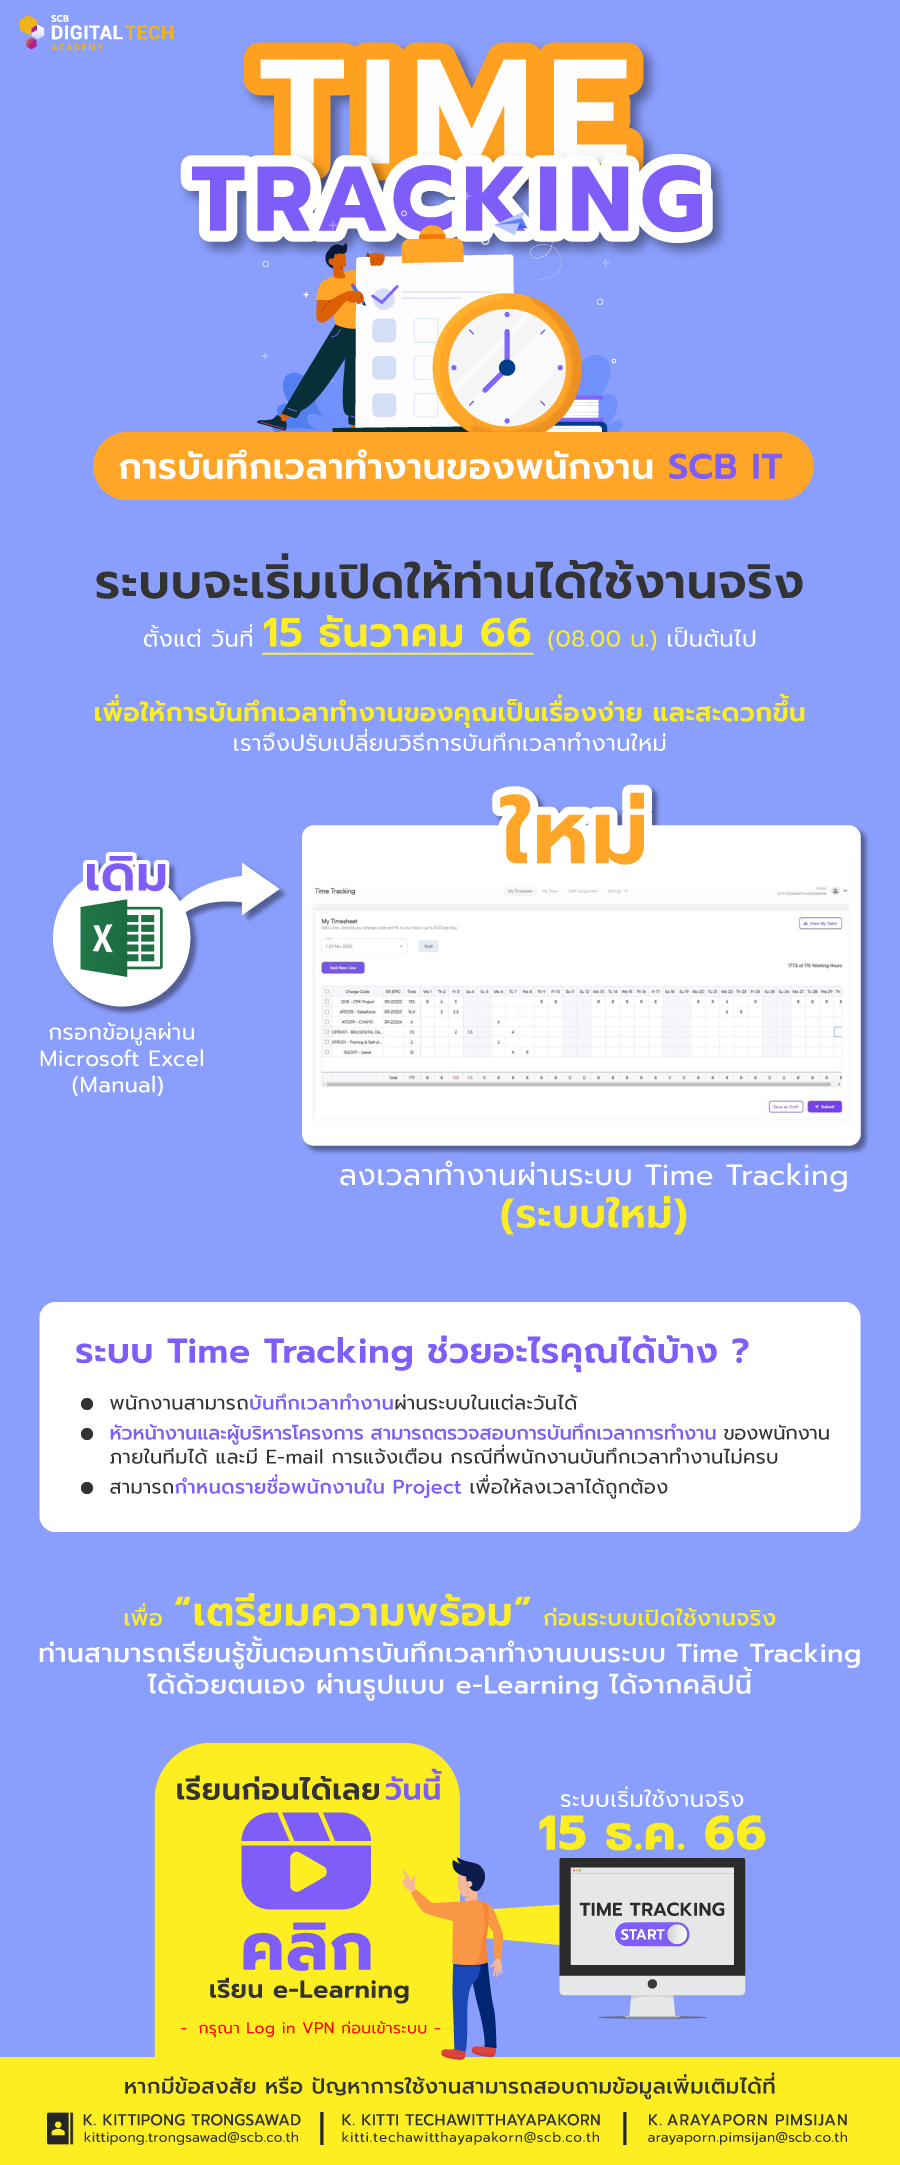 SCB
DIGITAL TECH
ACADEMY
TIME
TRACKING
การบันทึกเวลาทำงานของพนักงาน SCB IT
ระบบจะเริ่มเปิดให้ท่านได้ใช้งานจริง
ตั้งแต่ วันที่ 15 ธันวาคม 66 (08.00 น.) เป็นต้นไป
เพื่อให้การบันทึกเวลาทำงานของคุณเป็นเรื่องง่าย และสะดวกขึ้น
เราจึงปรับเปลี่ยนวิธีการบันทึกเวลาทำงานใหม่
เดิม
X
กรอกข้อมูลผ่าน
Microsoft Excel
(Manual)
ใหม่
Time Tracking
My Timesheet My Team Staff Assignment Setting
My Timesheet
View My Team
1-30 Nov 2023
Draft
Add New Line
177.5 of 176 Working Hours
Charge Code SR-EPIC Total
Total
Save as Draft Submit
ลงเวลาทำงานผ่านระบบ Time Tracking
(ระบบใหม่)
ระบบ Time Tracking ช่วยอะไรคุณได้บ้าง ?
● พนักงานสามารถบันทึกเวลาทำงานผ่านระบบในแต่ละวันได้
● หัวหน้างานและผู้บริหารโครงการ สามารถตรวจสอบการบันทึกเวลาการทำงาน ของพนักงาน
ภายในทีมได้ และมี E-mail การแจ้งเตือน กรณีที่พนักงานบันทึกเวลาทำงานไม่ครบ
● สามารถกำหนดรายชื่อพนักงานใน Project เพื่อให้ลงเวลาได้ถูกต้อง
เพื่อ “เตรียมความพร้อม” ก่อนระบบเปิดใช้งานจริง
ท่านสามารถเรียนรู้ขั้นตอนการบันทึกเวลาทำงานบนระบบ Time Tracking
ได้ด้วยตนเอง ผ่านรูปแบบ e-Learning ได้จากคลิปนี้
เรียนก่อนได้เลย วันนี้
คลิก
เรียน e-Learning
- กรุณา Log in VPN ก่อนเข้าระบบ -
ระบบเริ่มใช้งานจริง
15 ธ.ค. 66
TIME TRACKING
START
หากมีข้อสงสัย หรือ ปัญหาการใช้งานสามารถสอบถามข้อมูลเพิ่มเติมได้ที่
K. KITTIPONG TRONGSAWAD
kittipong.trongsawad@scb.co.th
K. KITTI TECHAWITTHAYAPAKORN
kitti.techawitthayapakorn@scb.co.th
K. ARAYAPORN PIMSIJAN
arayaporn.pimsijan@scb.co.th